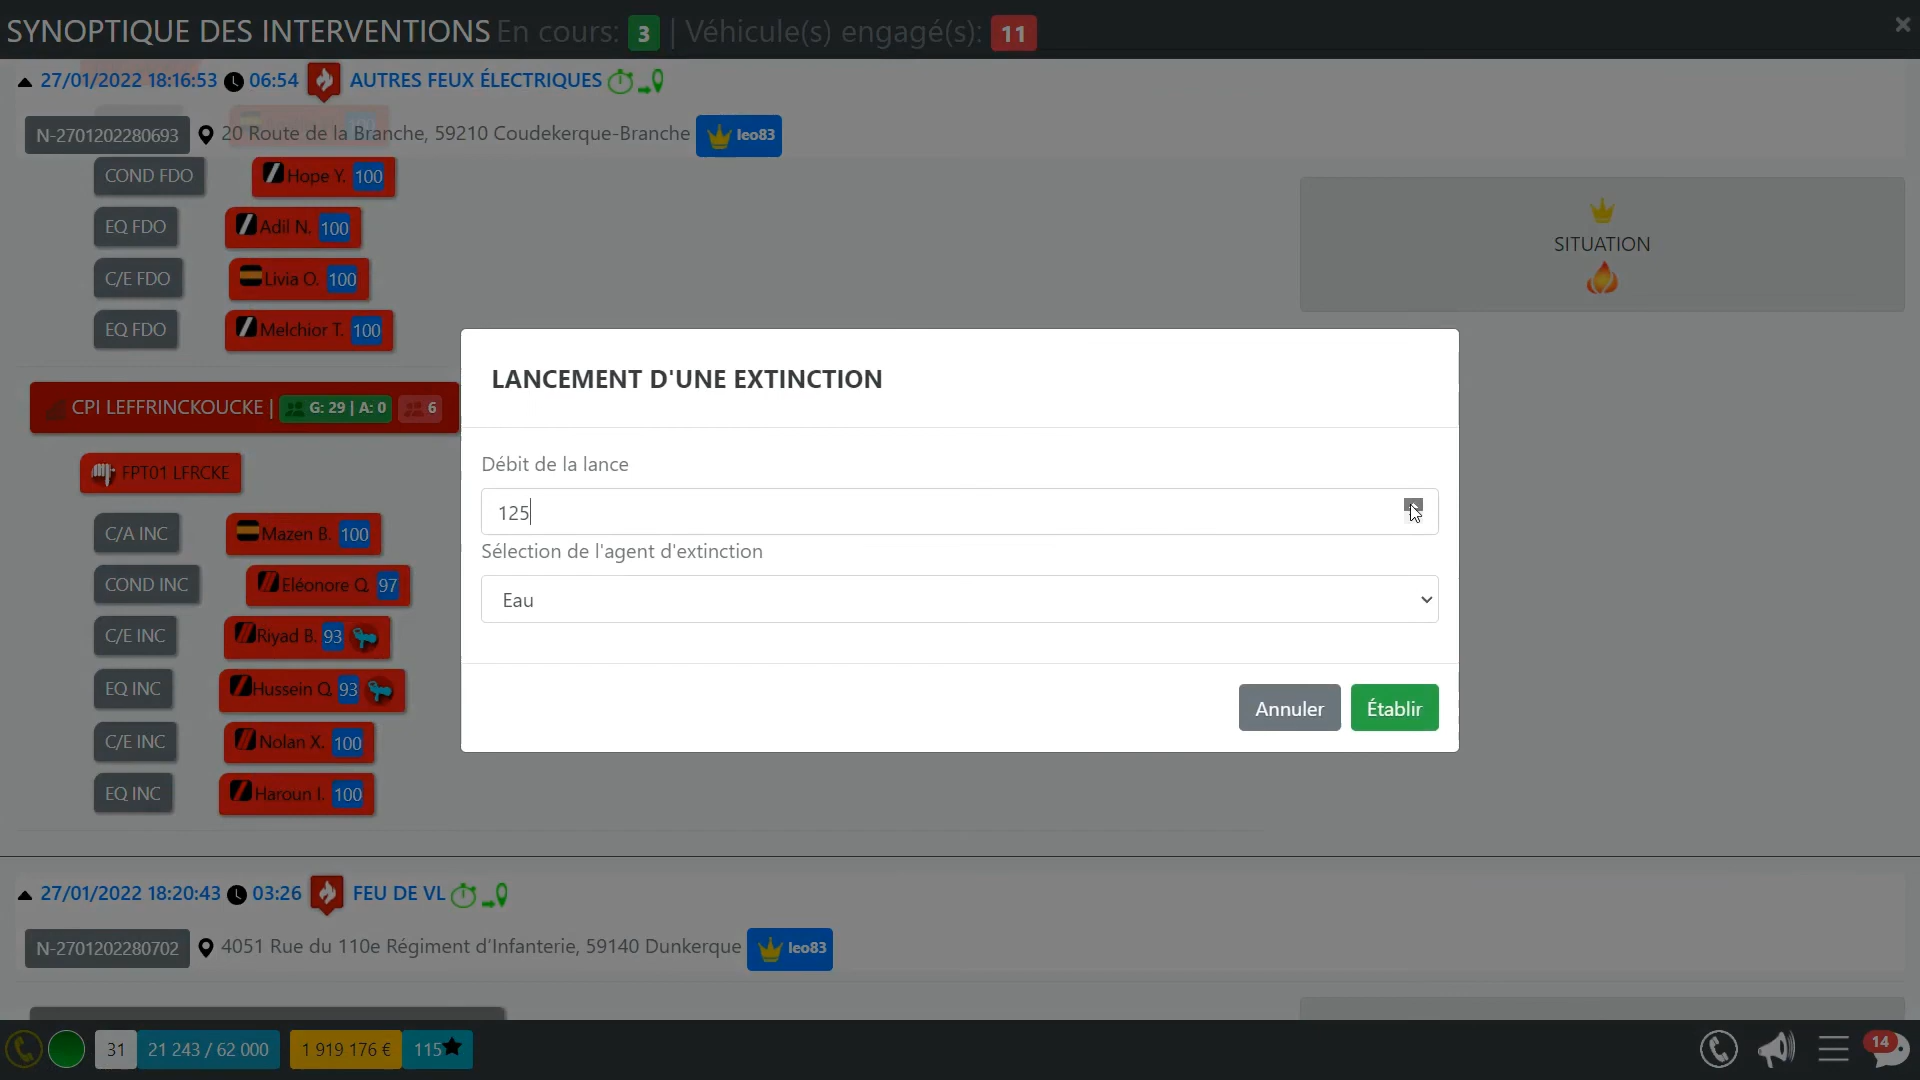 SYNOPTIQUE DES INTERVENTIONS En cours: 3 | Véhicule(s) engagé(s): 11
27/01/2022 18:16:53 06:54 AUTRES FEUX ÉLECTRIQUES
N-2701202280693 20 Route de la Branche, 59210 Coudekerque-Branche leo83
COND FDO Hope Y. 100
EQ FDO Adil N. 100
C/E FDO Livia O. 100
EQ FDO Melchior T. 100
SITUATION
CPI LEFFRINCKOUCKE | G: 29 | A: 0 6
FPT01 LFRCKE
C/A INC Mazen B. 100
COND INC Eléonore Q. 97
C/E INC Riyad B. 93
EQ INC Hussein Q. 93
C/E INC Nolan X. 100
EQ INC Haroun I. 100
LANCEMENT D'UNE EXTINCTION
Débit de la lance
125
Sélection de l'agent d'extinction
Eau
Annuler Établir
27/01/2022 18:20:43 03:26 FEU DE VL
N-2701202280702 4051 Rue du 110e Régiment d'Infanterie, 59140 Dunkerque leo83
31 21 243 / 62 000 1 919 176 € 115 14